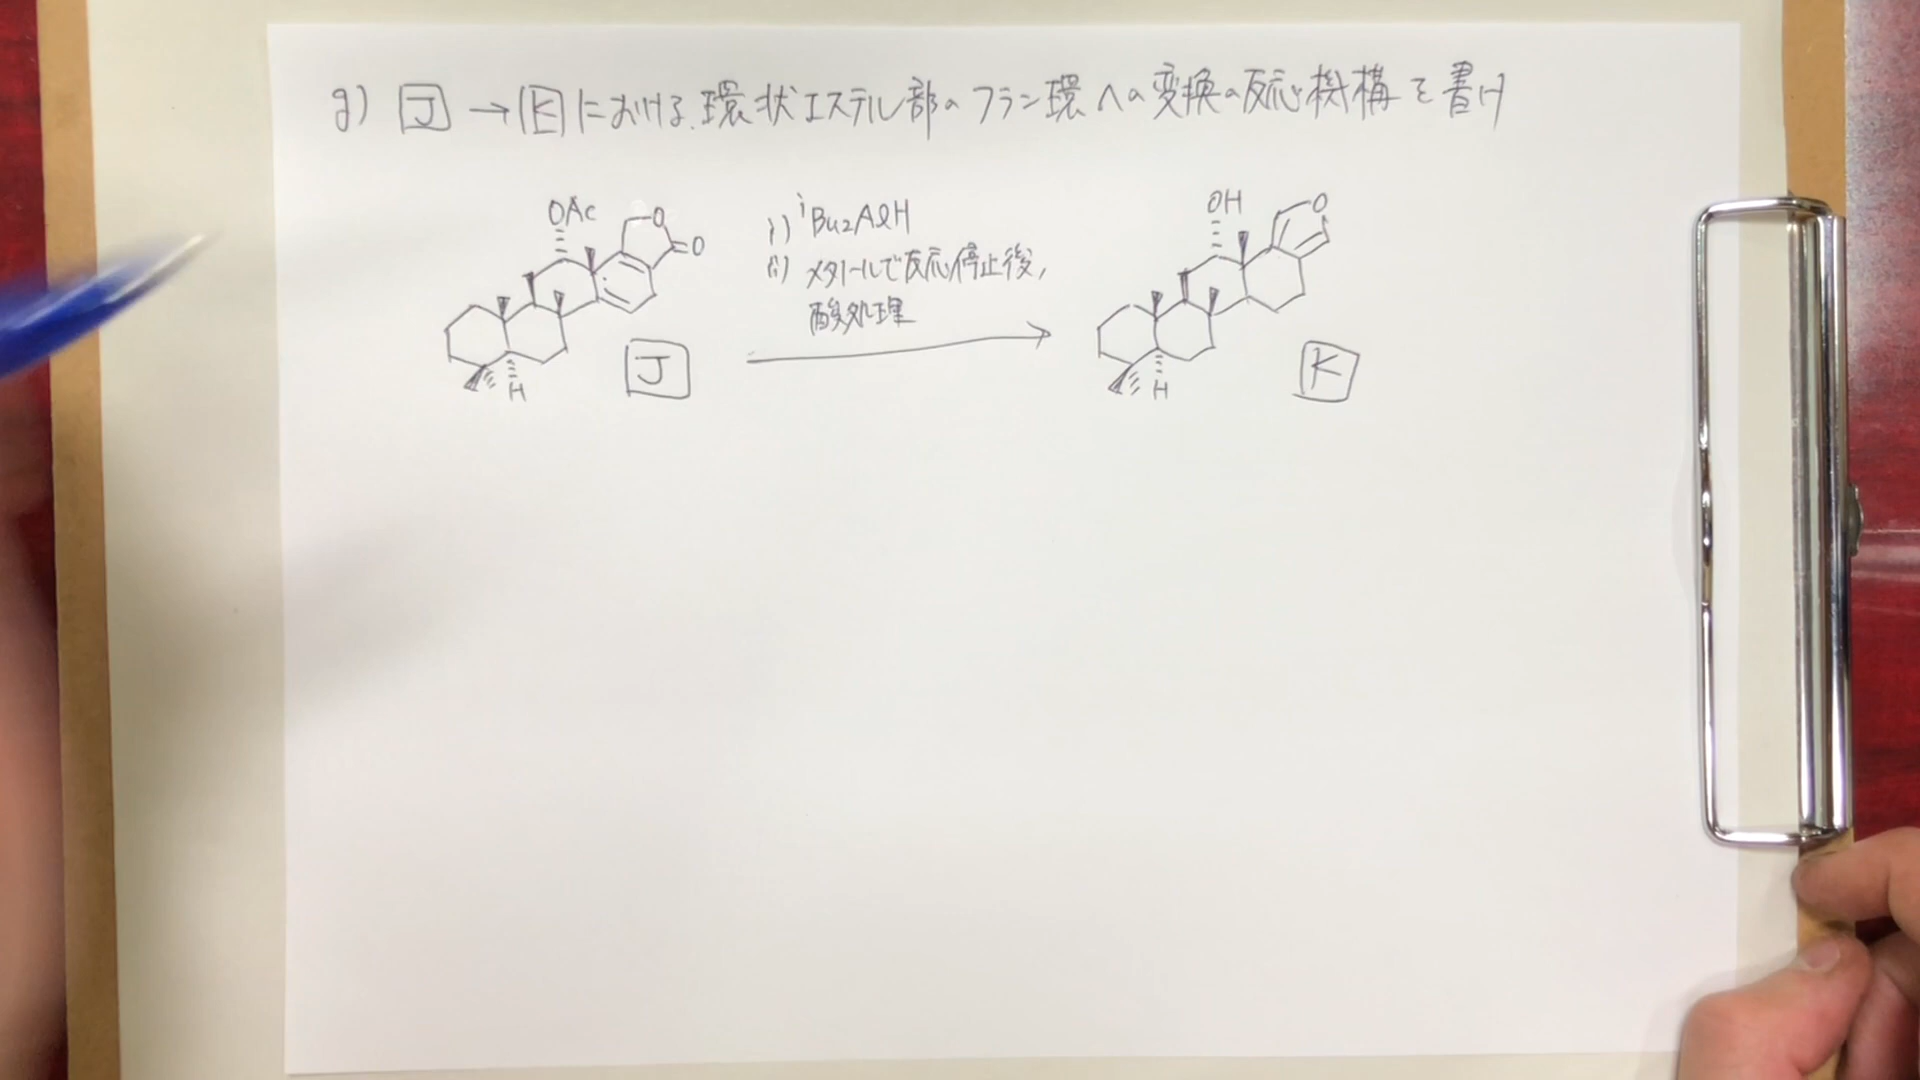 g) J → K における、環状エステル部のフラン環への変換の反応機構を書け
OAc
O
O
H
J
i) iBu2AlH
ii) メタノールで反応停止後,
酸処理
OH
O
H
K